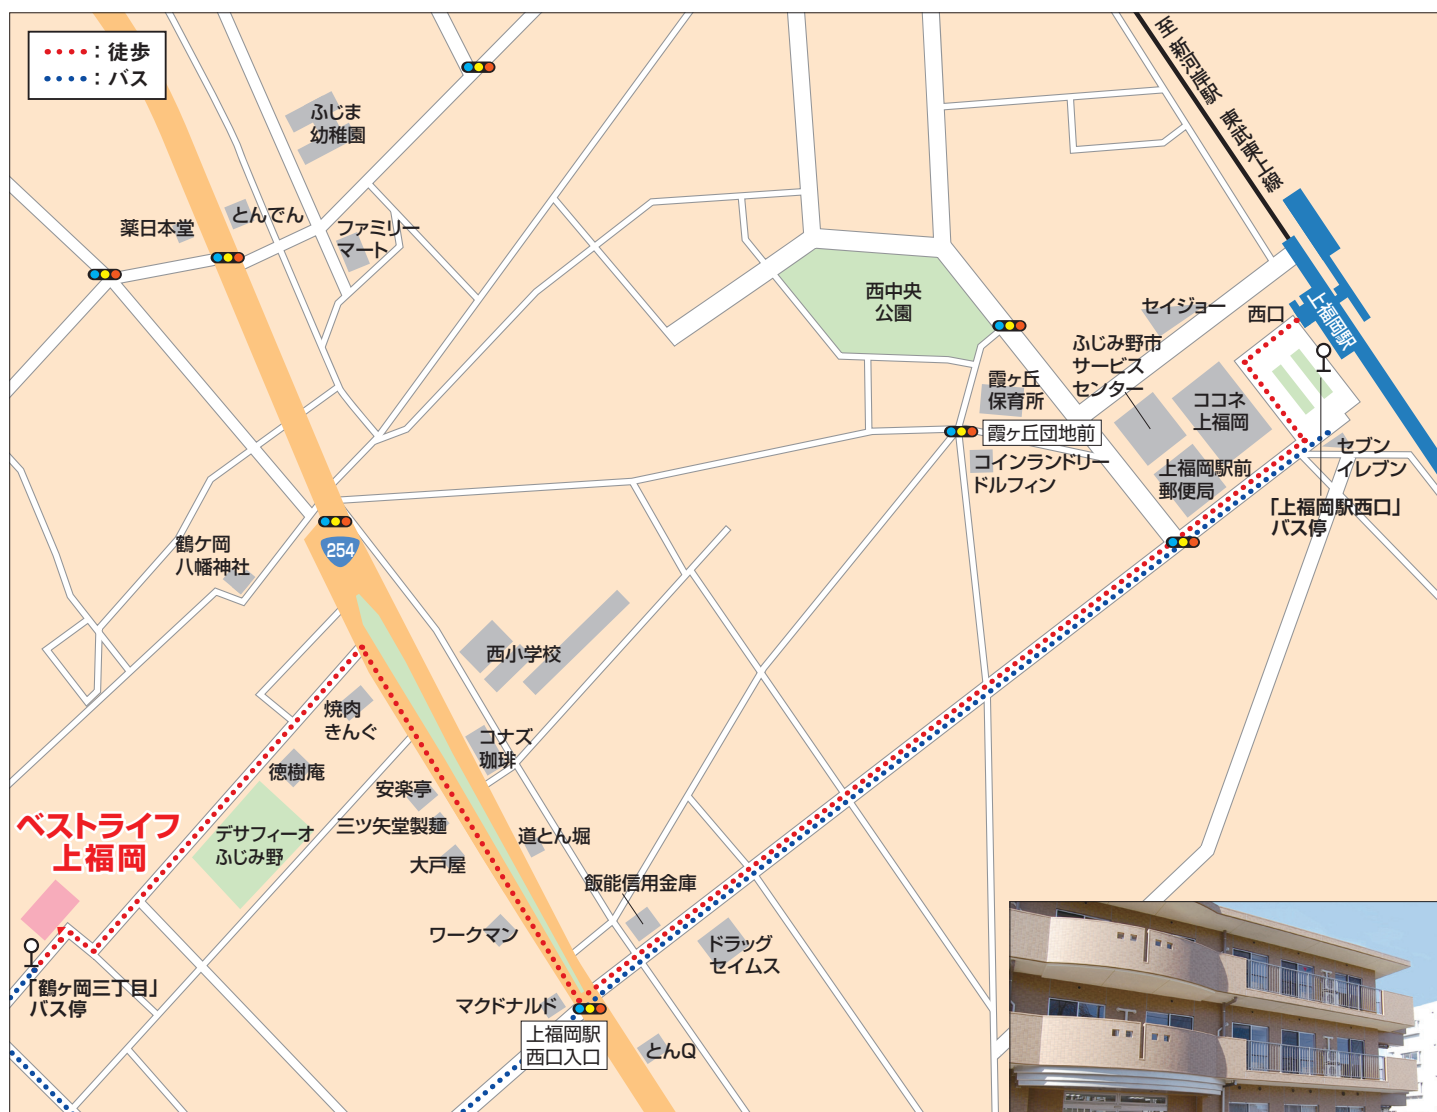 ：徒歩
：バス
至 新河岸駅
東武東上線
ふじま
幼稚園
薬日本堂
とんでん
ファミリー
マート
西中央
公園
セイジョー
西口
上福岡駅
ふじみ野市
サービス
センター
霞ヶ丘
保育所
ココネ
上福岡
霞ヶ丘団地前
コインランドリー
ドルフィン
上福岡駅前
郵便局
セブン
イレブン
「上福岡駅西口」
バス停
254
鶴ケ岡
八幡神社
西小学校
焼肉
きんぐ
コナズ
珈琲
徳樹庵
安楽亭
三ツ矢堂製麺
大戸屋
道とん堀
デサフィーオ
ふじみ野
ベストライフ
上福岡
飯能信用金庫
ワークマン
ドラッグ
セイムス
「鶴ヶ岡三丁目」
バス停
マクドナルド
上福岡駅
西口入口
とんQ